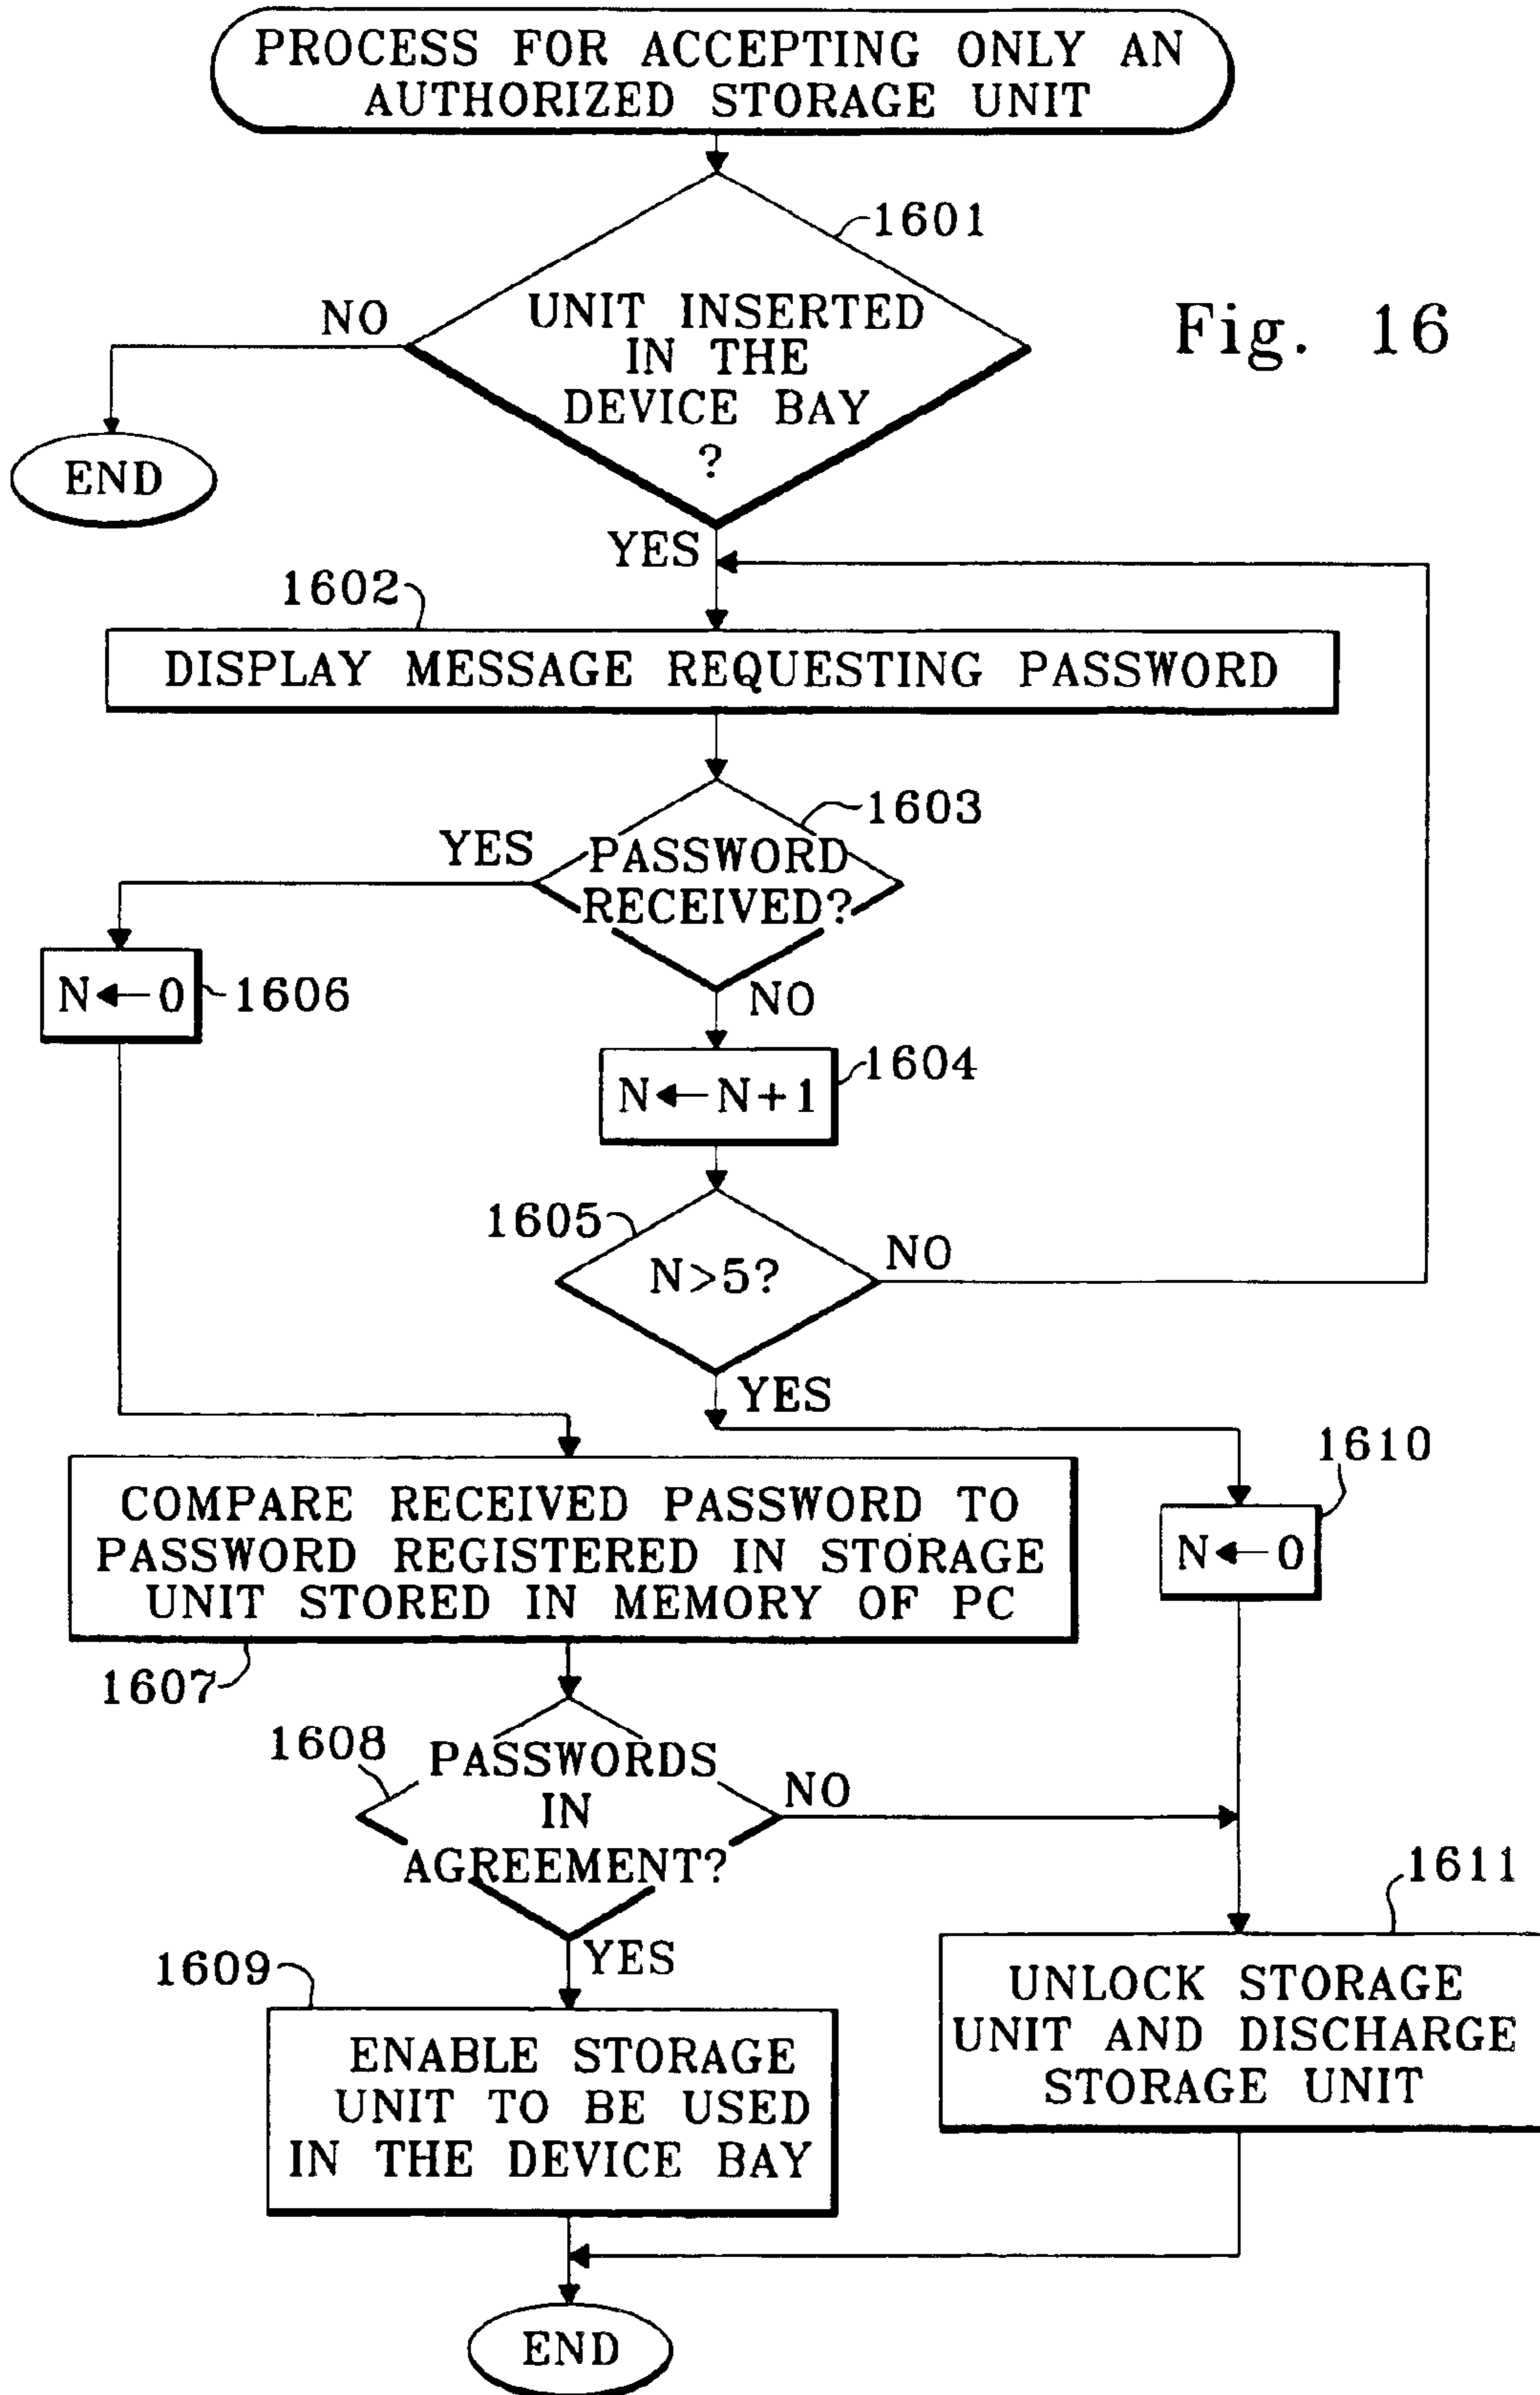 PROCESS FOR ACCEPTING ONLY AN
AUTHORIZED STORAGE UNIT
1601
NO
UNIT INSERTED
IN THE
DEVICE BAY
?
Fig. 16
END
YES
1602
DISPLAY MESSAGE REQUESTING PASSWORD
1603
YES
PASSWORD
RECEIVED?
N←0
1606
NO
1604
N←N+1
1605
N>5?
NO
YES
1610
COMPARE RECEIVED PASSWORD TO
PASSWORD REGISTERED IN STORAGE
UNIT STORED IN MEMORY OF PC
N←0
1607
1608
PASSWORDS
IN
AGREEMENT?
NO
1611
YES
1609
ENABLE STORAGE
UNIT TO BE USED
IN THE DEVICE BAY
UNLOCK STORAGE
UNIT AND DISCHARGE
STORAGE UNIT
END